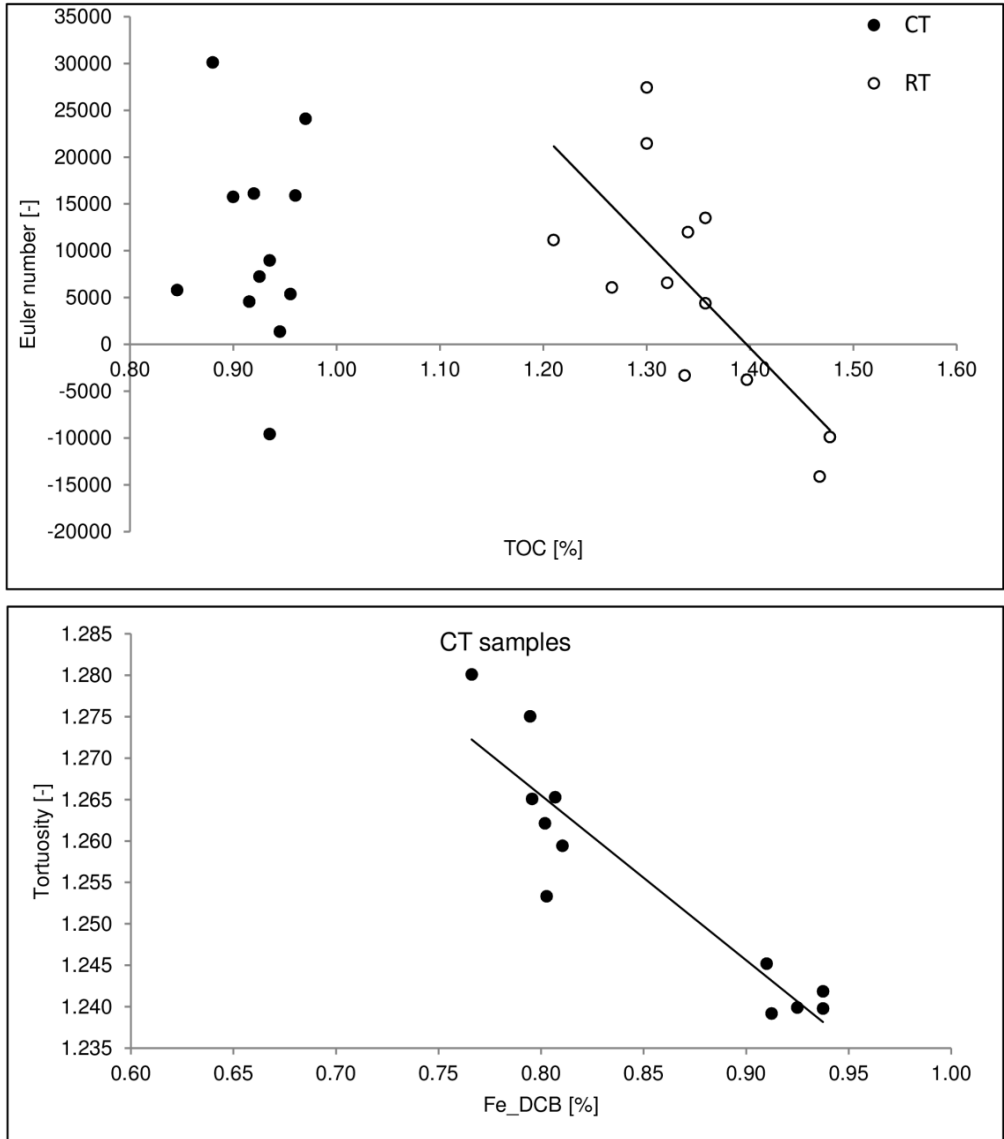 35000
30000
25000
20000
15000
10000
5000
0
-5000
-10000
-15000
-20000
Euler number [-]
CT
RT
0.80 0.90 1.00 1.10 1.20 1.30 1.40 1.50 1.60
TOC [%]
CT samples
1.285
1.280
1.275
1.270
1.265
1.260
1.255
1.250
1.245
1.240
1.235
Tortuosity [-]
0.60 0.65 0.70 0.75 0.80 0.85 0.90 0.95 1.00
Fe_DCB [%]